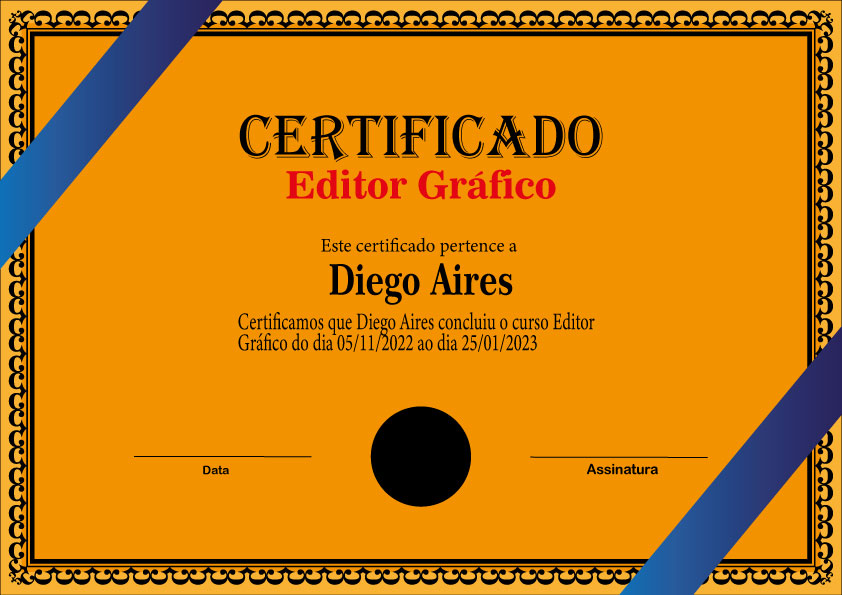 CERTIFICADO
Editor Gráfico
Este certificado pertence a
Diego Aires
Certificamos que Diego Aires concluiu o curso Editor
Gráfico do dia 05/11/2022 ao dia 25/01/2023
Data
Assinatura